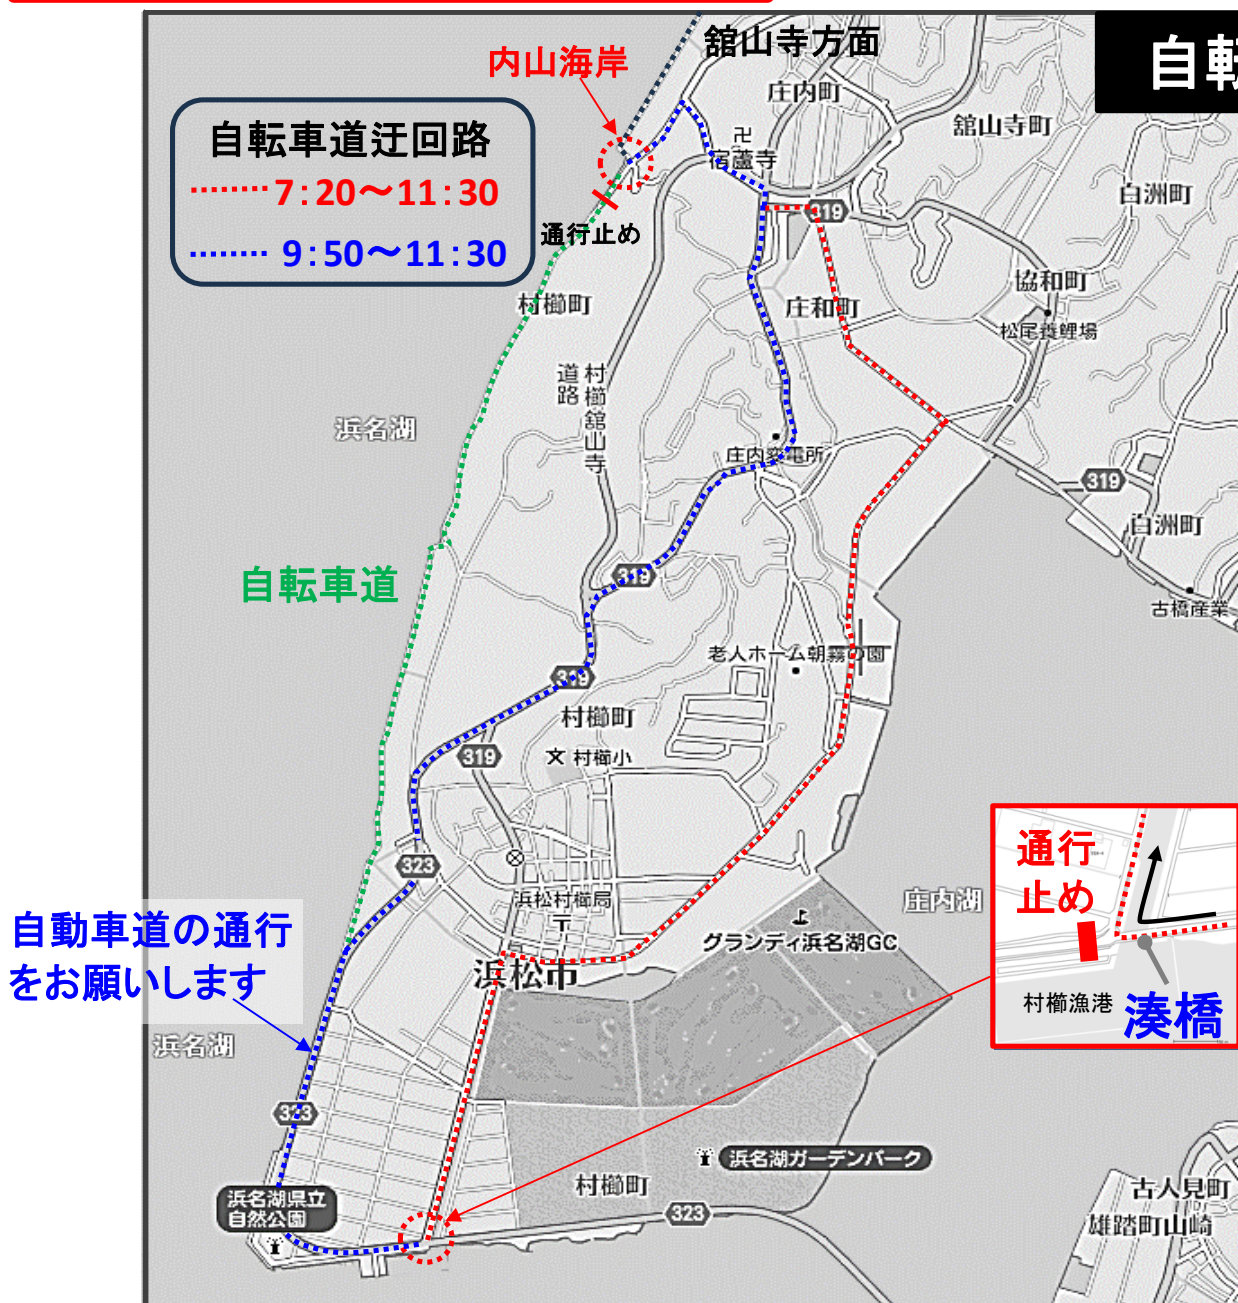 舘山寺方面
自転
内山海岸
庄内町
舘山寺町
自転車道迂回路
7：20～11：30
9：50～11：30
卍
宿蘆寺
白洲町
319
通行止め
村櫛町
庄和町
協和町
松尾養鯉場
村櫛舘山寺
道路
浜名湖
庄内変電所
319
白洲町
自転車道
319
古橋産業
老人ホーム朝霧の園
319
村櫛町
319
村櫛小
323
通行
止め
浜松村櫛局
庄内湖
自動車道の通行
をお願いします
グランディ浜名湖GC
浜松市
村櫛漁港
湊橋
浜名湖
323
浜名湖ガーデンパーク
村櫛町
浜名湖県立
自然公園
323
古人見町
雄踏町山崎